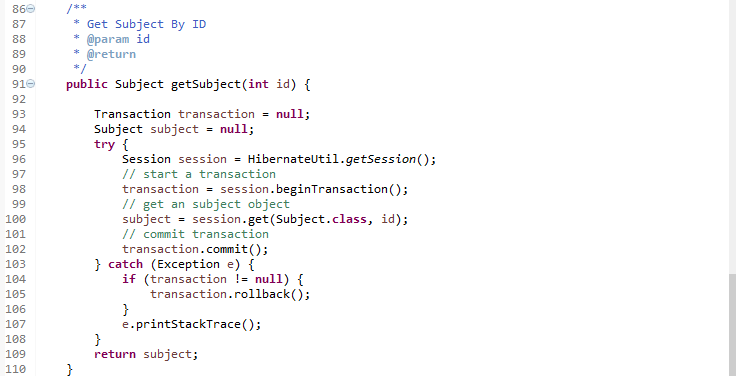 86 /**
87 * Get Subject By ID
88 * @param id
89 * @return
90 */
91 public Subject getSubject(int id) {
92
93 Transaction transaction = null;
94 Subject subject = null;
95 try {
96 Session session = HibernateUtil.getSession();
97 // start a transaction
98 transaction = session.beginTransaction();
99 // get an subject object
100 subject = session.get(Subject.class, id);
101 // commit transaction
102 transaction.commit();
103 } catch (Exception e) {
104 if (transaction != null) {
105 transaction.rollback();
106 }
107 e.printStackTrace();
108 }
109 return subject;
110 }